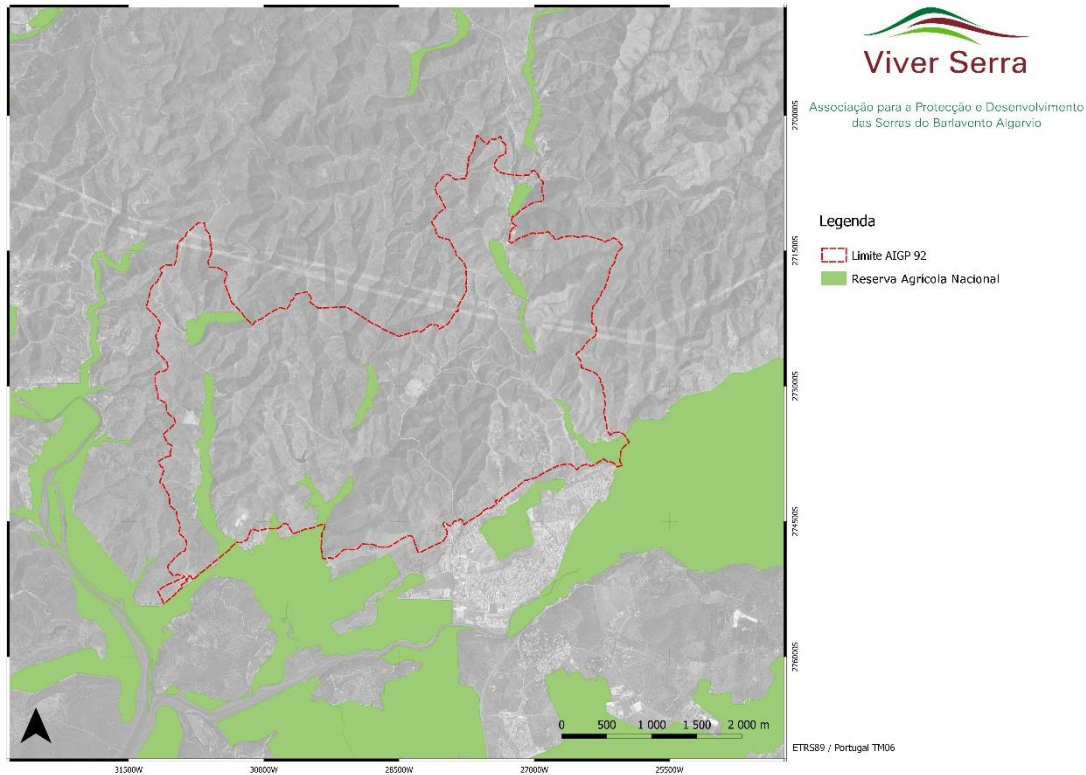 Viver Serra
Associação para a Protecção e Desenvolvimento
das Serras do Barlavento Algarvio
Legenda
Limite AIGP 92
Reserva Agrícola Nacional
270000S
271500S
273000S
274500S
276000S
0 500 1 000 1 500 2 000 m
ETRS89 / Portugal TM06
31500W 30000W 28500W 27000W 25500W